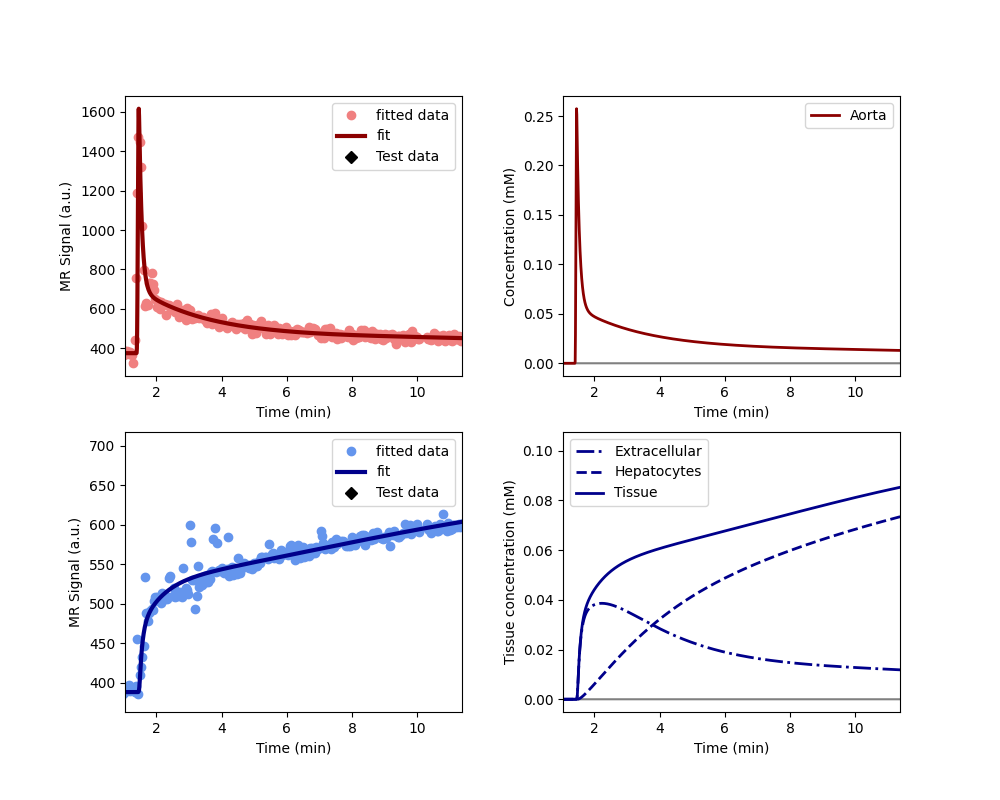 1600
1400
1200
1000
800
600
400
MR Signal (a.u.)
2 4 6 8 10
Time (min)
fitted data
fit
Test data
0.25
0.20
0.15
0.10
0.05
0.00
Concentration (mM)
2 4 6 8 10
Time (min)
Aorta
700
650
600
550
500
450
400
MR Signal (a.u.)
2 4 6 8 10
Time (min)
fitted data
fit
Test data
0.10
0.08
0.06
0.04
0.02
0.00
Tissue concentration (mM)
2 4 6 8 10
Time (min)
Extracellular
Hepatocytes
Tissue